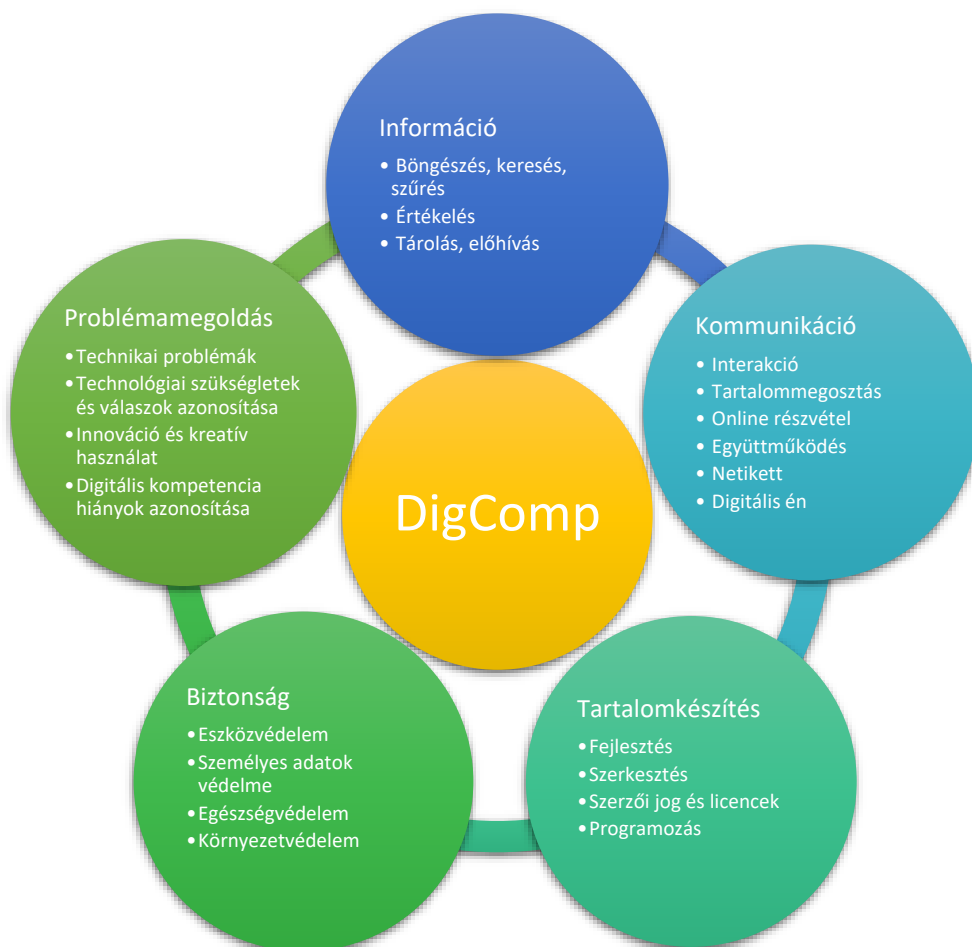 Információ
• Böngészés, keresés,
szűrés
• Értékelés
• Tárolás, előhívás
Kommunikáció
• Interakció
• Tartalommegosztás
• Online részvétel
• Együttműködés
• Netikett
• Digitális én
Tartalomkészítés
• Fejlesztés
• Szerkesztés
• Szerzői jog és licencek
• Programozás
Biztonság
• Eszközvédelem
• Személyes adatok
védelme
• Egészségvédelem
• Környezetvédelem
Problémamegoldás
• Technikai problémák
• Technológiai szükségletek
és válaszok azonosítása
• Innováció és kreatív
használat
• Digitális kompetencia
hiányok azonosítása
DigComp